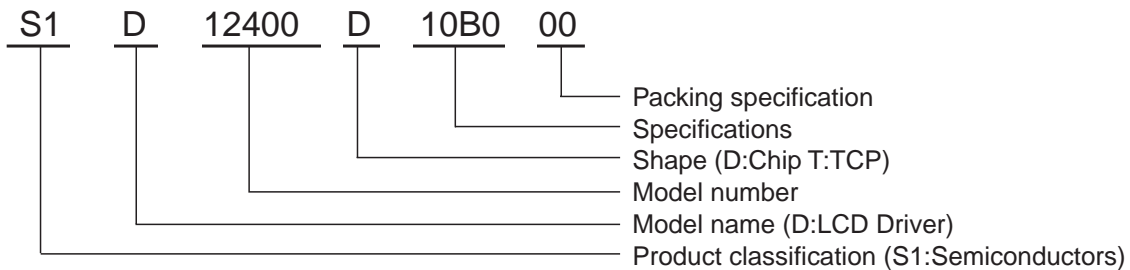 S1 D 12400 D 10B0 00
Packing specification
Specifications
Shape (D:Chip T:TCP)
Model number
Model name (D:LCD Driver)
Product classification (S1:Semiconductors)